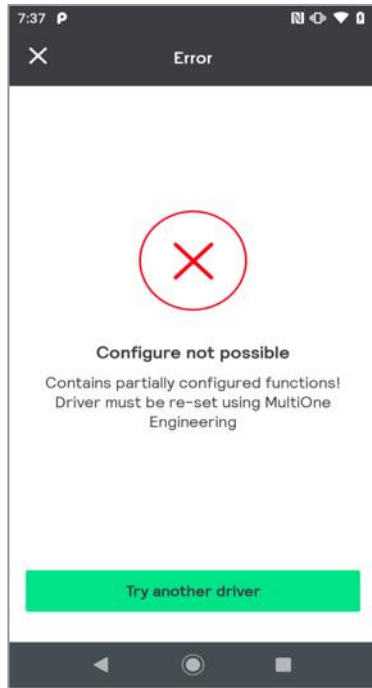 7:37
Error
Configure not possible
Contains partially configured functions!
Driver must be re-set using MultiOne
Engineering
Try another driver